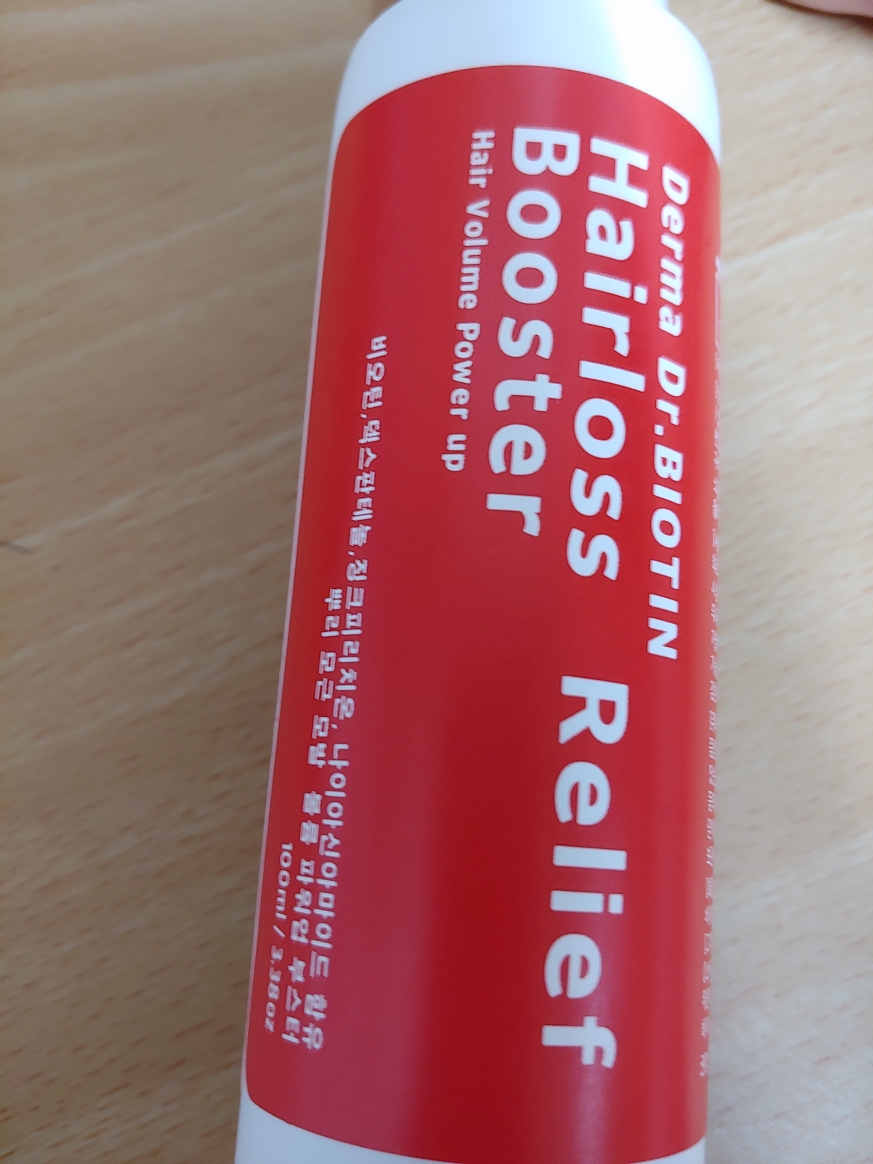 Derma Dr.BIOTIN
Hairloss Relief
Booster
Hair Volume Power up
비오틴,덱스판테놀,징크피리치온, 나이아신아마이드 함유
뿌리 모근 모발 볼륨 파워업 부스터
100ml / 3.38oz